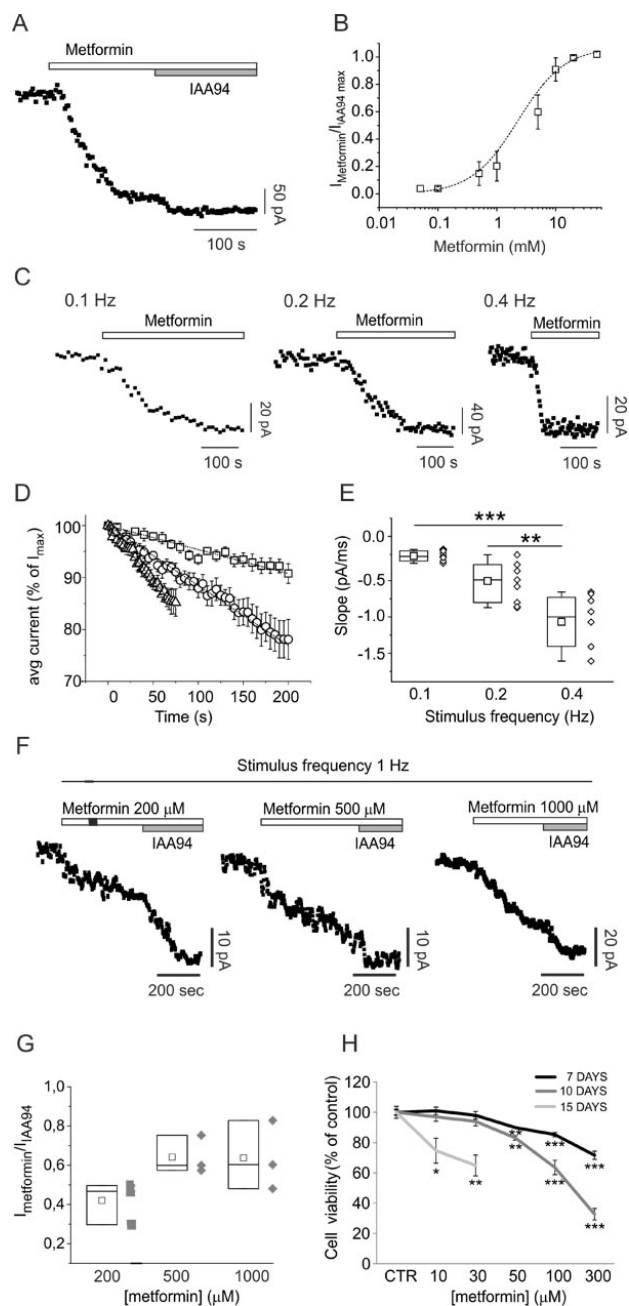 A
Metformin
IAA94
50 pA
100 s
B
I Metformin/I IAA94 max
1.0
0.8
0.6
0.4
0.2
0.0
0.01 0.1 1 10 100
Metformin (mM)
C
0.1 Hz 0.2 Hz 0.4 Hz
Metformin Metformin Metformin
20 pA 40 pA 20 pA
100 s 100 s 100 s
D
avg current (% of Imax)
100
95
90
85
80
70
0 50 100 150 200
Time (s)
E
*** 
**
Slope (pA/ms)
-0.0
-0.5
-1.0
-1.5
0.1 0.2 0.4
Stimulus frequency (Hz)
F
Stimulus frequency 1 Hz
Metformin 200 μM Metformin 500 μM Metformin 1000 μM
IAA94 IAA94 IAA94
10 pA 10 pA 20 pA
200 sec 200 sec 200 sec
G
Imetformin/IIAA94
1,0
0,8
0,6
0,4
0,2
200 500 1000
[metformin] (μM)
H
7 DAYS
10 DAYS
15 DAYS
Cell viability (% of control)
120
100
80
60
40
20
0
* ** ** ** *** *** *** ***
CTR 10 30 50 100 300
[metformin] (μM)